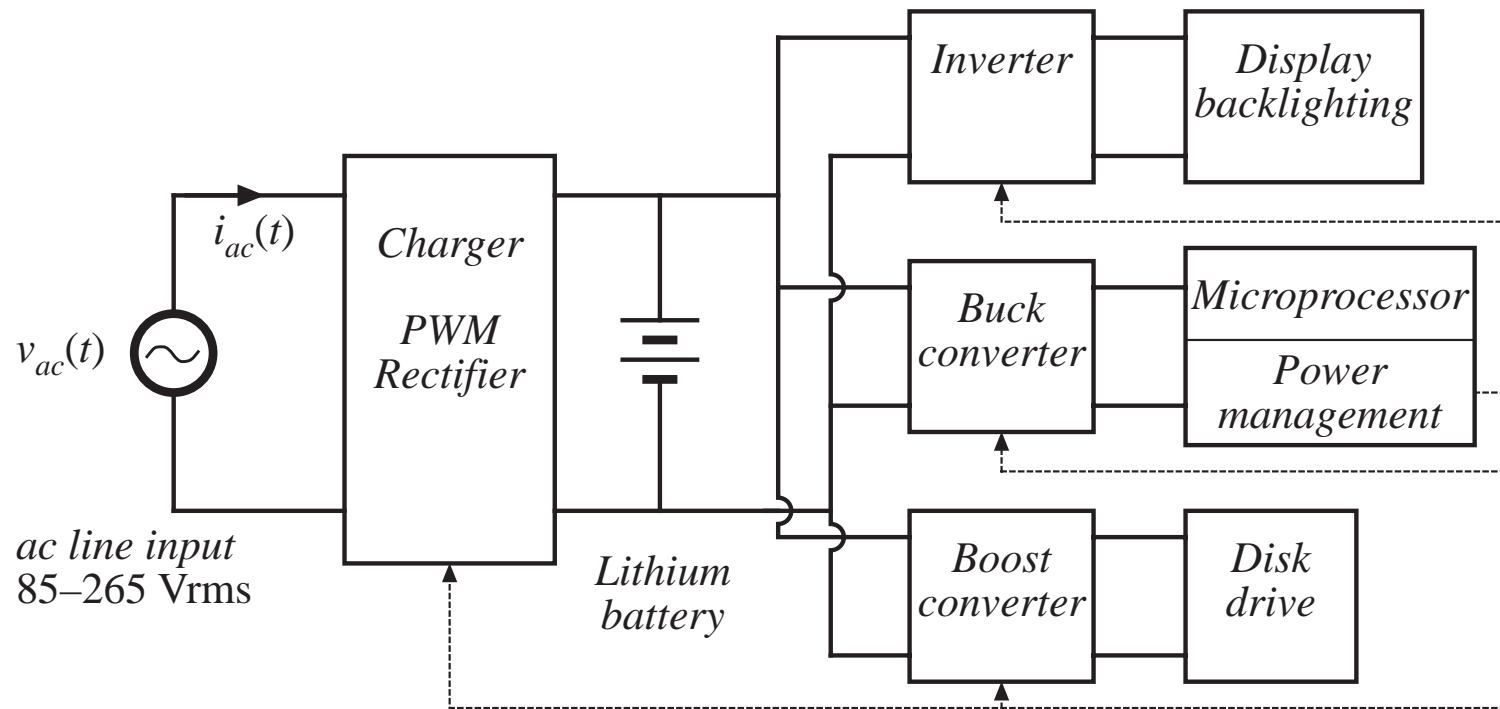 Inverter
Display
backlighting
i_ac(t)
Charger
PWM
Rectifier
v_ac(t)
Buck
converter
Microprocessor
Power
management
ac line input
85–265 Vrms
Lithium
battery
Boost
converter
Disk
drive